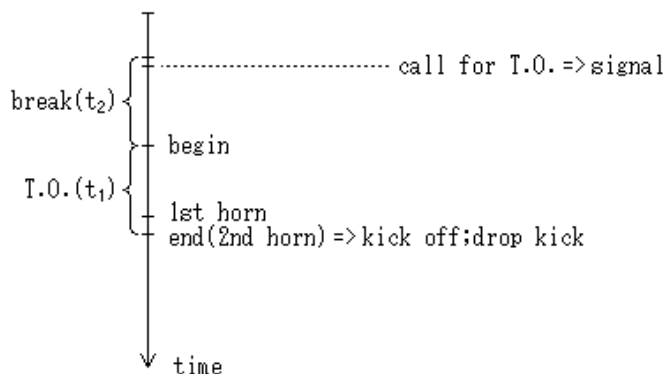 call for T.O. => signal
break(t₂)
begin
T.O.(t₁)
1st horn
end(2nd horn) => kick off;drop kick
time